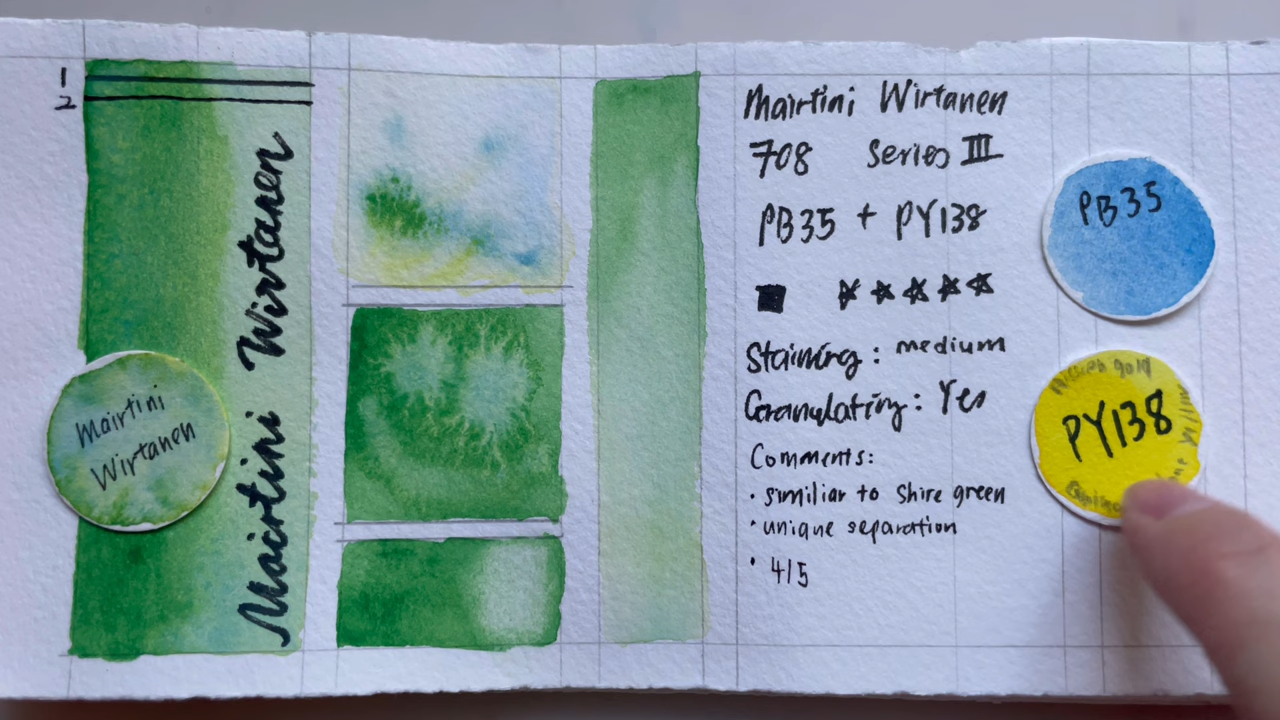 1
2
Mairtini Wirtanen
Mairtini
Wirtanen
Mairtini Wirtanen
708 Series III
PB35 + PY138
Staining: medium
Granulating: Yes
Comments:
· similiar to Shire green
· unique separation
· 4/5
PB35
gold
PY138